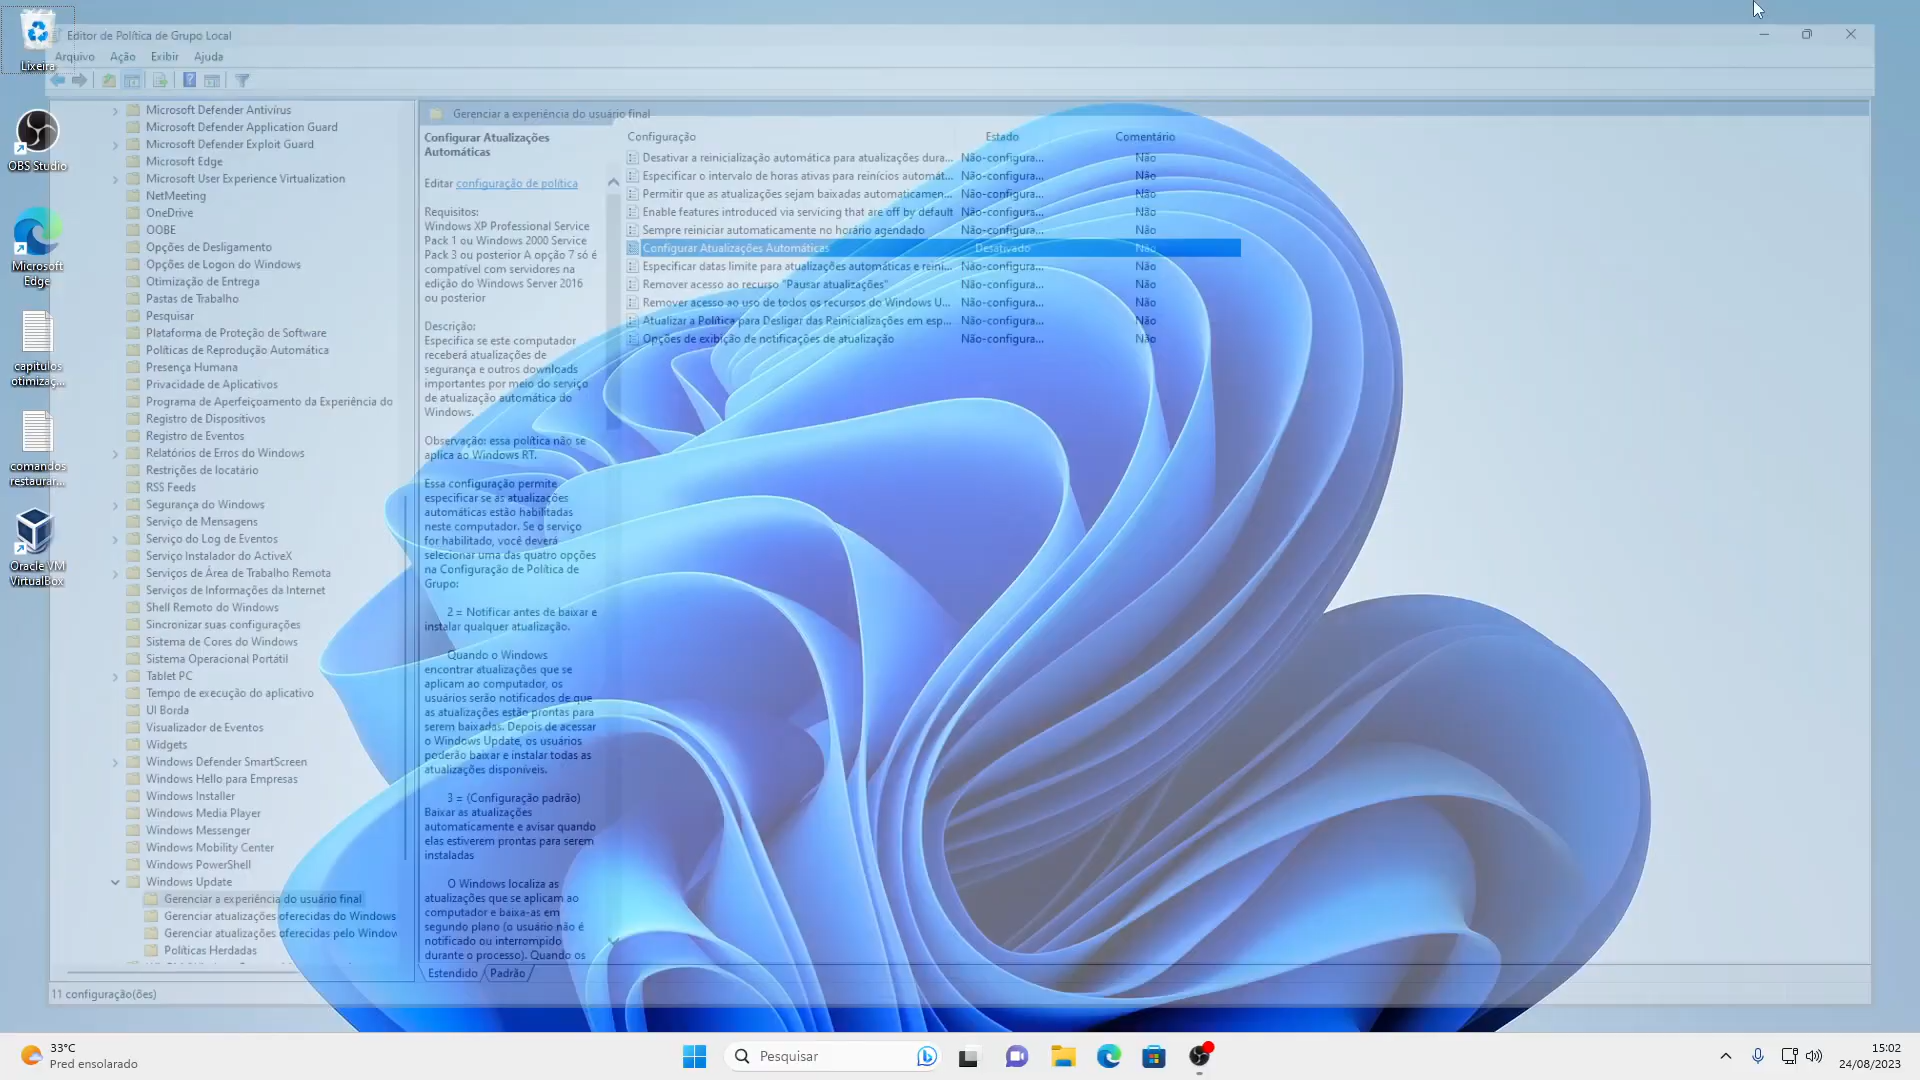 Editor de Política de Grupo Local
Arquivo Ação Exibir Ajuda
Lixeira
OBS Studio
Microsoft
Edge
capitulos
otimizaç...
comandos
restaurar...
Oracle VM
VirtualBox
Microsoft Defender Antivírus
Microsoft Defender Application Guard
Microsoft Defender Exploit Guard
Microsoft Edge
Microsoft User Experience Virtualization
NetMeeting
OneDrive
OOBE
Opções de Desligamento
Opções de Logon do Windows
Otimização de Entrega
Pastas de Trabalho
Pesquisar
Plataforma de Proteção de Software
Políticas de Reprodução Automática
Presença Humana
Privacidade de Aplicativos
Programa de Aperfeiçoamento da Experiência do
Registro de Dispositivos
Registro de Eventos
Relatórios de Erros do Windows
Restrições de locatário
RSS Feeds
Segurança do Windows
Serviço de Mensagens
Serviço do Log de Eventos
Serviço Instalador do ActiveX
Serviços de Área de Trabalho Remota
Serviços de Informações da Internet
Shell Remoto do Windows
Sincronizar suas configurações
Sistema de Cores do Windows
Sistema Operacional Portátil
Tablet PC
Tempo de execução do aplicativo
UI Borda
Visualizador de Eventos
Widgets
Windows Defender SmartScreen
Windows Hello para Empresas
Windows Installer
Windows Media Player
Windows Messenger
Windows Mobility Center
Windows PowerShell
Windows Update
Gerenciar a experiência do usuário final
Gerenciar atualizações oferecidas do Windows
Gerenciar atualizações oferecidas pelo Window
Políticas Herdadas
11 configuração(ões)
Gerenciar a experiência do usuário final
Configurar Atualizações
Automáticas
Editar configuração de política
Requisitos:
Windows XP Professional Service
Pack 1 ou Windows 2000 Service
Pack 3 ou posterior A opção 7 só é
compatível com servidores na
edição do Windows Server 2016
ou posterior
Descrição:
Especifica se este computador
receberá atualizações de
segurança e outros downloads
importantes por meio do serviço
de atualização automática do
Windows.
Observação: essa política não se
aplica ao Windows RT.
Essa configuração permite
especificar se as atualizações
automáticas estão habilitadas
neste computador. Se o serviço
for habilitado, você deverá
selecionar uma das quatro opções
na Configuração de Política de
Grupo:
2 = Notificar antes de baixar e
instalar qualquer atualização.
Quando o Windows
encontrar atualizações que se
aplicam ao computador, os
usuários serão notificados de que
as atualizações estão prontas para
serem baixadas. Depois de acessar
o Windows Update, os usuários
poderão baixar e instalar todas as
atualizações disponíveis.
3 = (Configuração padrão)
Baixar as atualizações
automaticamente e avisar quando
elas estiverem prontas para serem
instaladas
O Windows localiza as
atualizações que se aplicam ao
computador e baixa-as em
segundo plano (o usuário não é
notificado ou interrompido
durante o processo). Quando os
Estendido Padrão
Configuração Estado Comentário
Desativar a reinicialização automática para atualizações dura... Não-configura... Não
Especificar o intervalo de horas ativas para reinícios automát... Não-configura... Não
Permitir que as atualizações sejam baixadas automaticamen... Não-configura... Não
Enable features introduced via servicing that are off by default Não-configura... Não
Sempre reiniciar automaticamente no horário agendado Não-configura... Não
Configurar Atualizações Automáticas Desativado Não
Especificar datas limite para atualizações automáticas e reini... Não-configura... Não
Remover acesso ao recurso "Pausar atualizações" Não-configura... Não
Remover acesso ao uso de todos os recursos do Windows U... Não-configura... Não
Atualizar a Política para Desligar das Reinicializações em esp... Não-configura... Não
Opções de exibição de notificações de atualização Não-configura... Não
33°C
Pred ensolarado
Pesquisar
15:02
24/08/2023